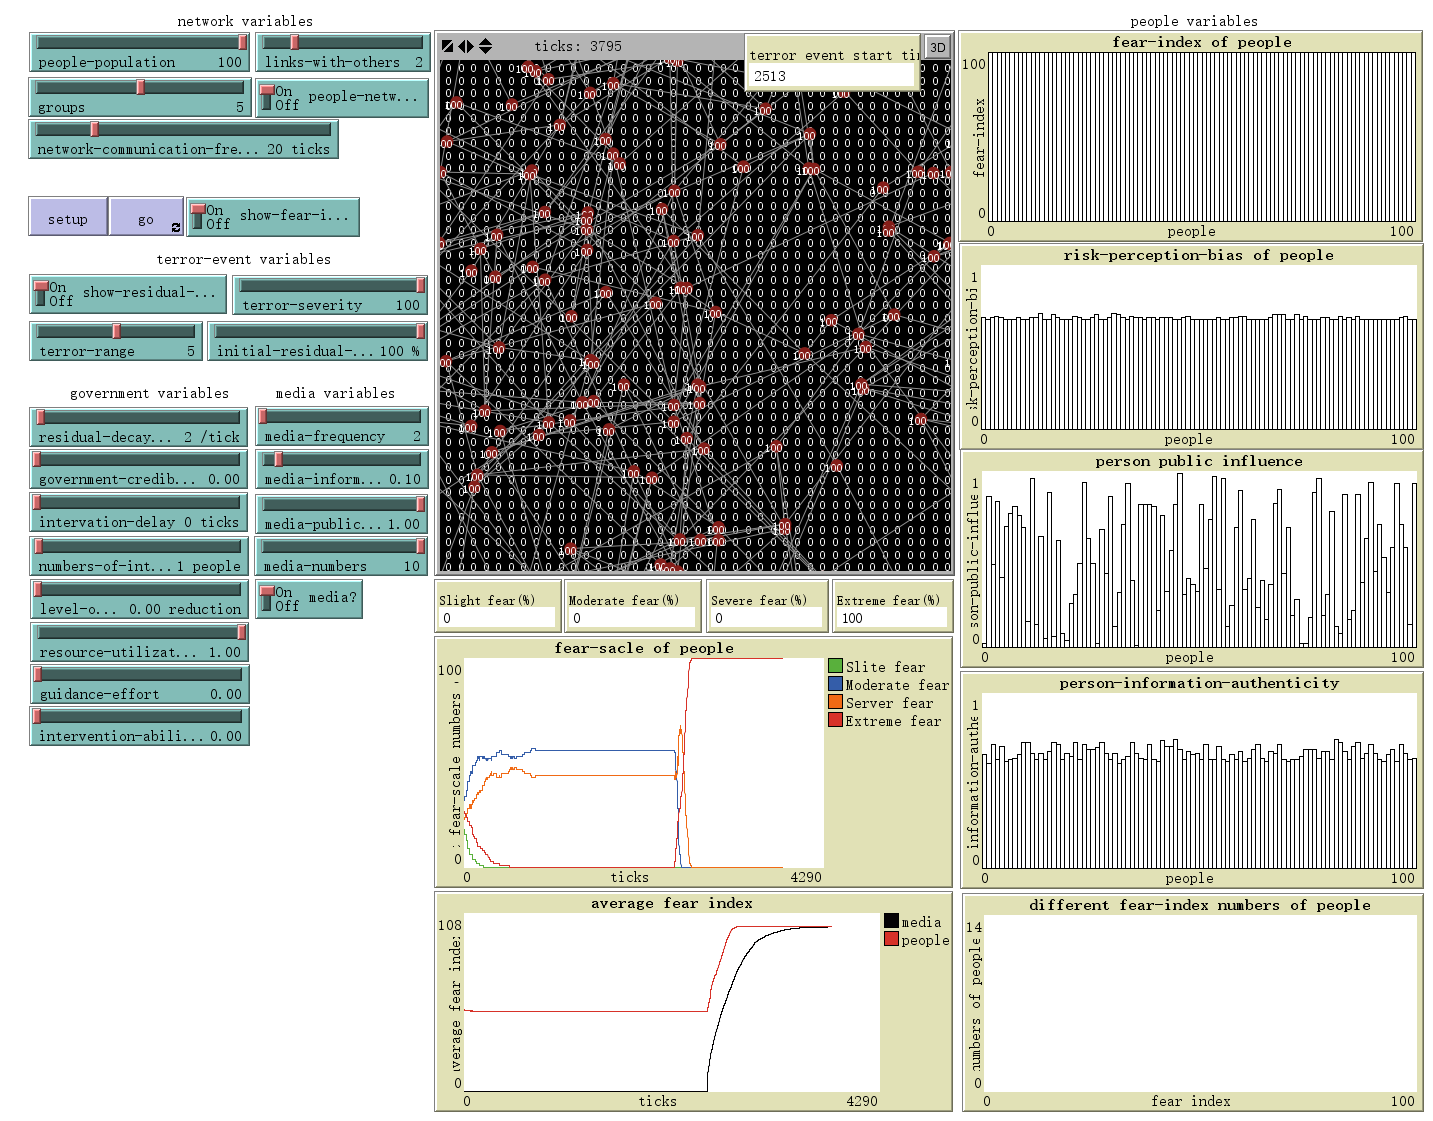 network variables
people-population 100
links-with-others 2
groups 5
On
Off
people-netw...
network-communication-fre... 20 ticks
setup
go
On
Off
show-fear-i...
terror-event variables
On
Off
show-residual-...
terror-severity 100
terror-range 5
initial-residual-... 100 %
government variables
residual-decay... 2 /tick
government-credib... 0.00
intervation-delay 0 ticks
numbers-of-int... 1 people
level-o... 0.00 reduction
resource-utilizat... 1.00
guidance-effort 0.00
intervention-abili... 0.00
media variables
media-frequency 2
media-inform... 0.10
media-public... 1.00
media-numbers 10
On
Off
media?
ticks: 3795
3D
terror event start ti
2513
Slight fear(%)
0
Moderate fear(%)
0
Severe fear(%)
0
Extreme fear(%)
100
fear-sacle of people
100
fear-scale numbers
0
0
ticks
4290
Slite fear
Moderate fear
Server fear
Extreme fear
average fear index
108
average fear inde
0
0
ticks
4290
media
people
people variables
fear-index of people
100
fear-index
0
0
people
100
risk-perception-bias of people
1
sk-perception-bi
0
0
people
100
person public influence
1
son-public-influe
0
0
people
100
person-information-authenticity
1
information-authe
0
0
people
100
different fear-index numbers of people
14
numbers of people
0
0
fear index
100